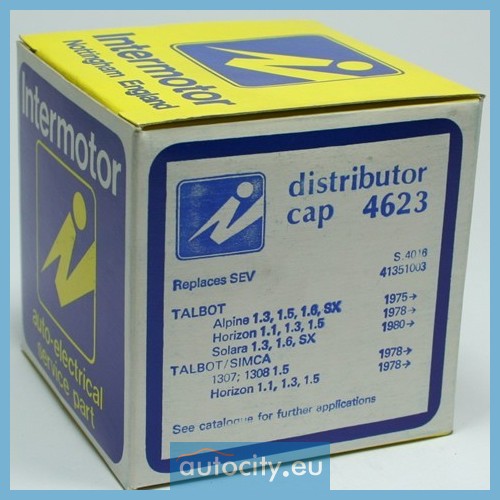 Intermotor
Nottingham England
Intermotor
auto-electrical
service part
distributor
cap 4623
Replaces SEV
S.4016
41351003
TALBOT
Alpine 1.3, 1.5, 1.6, SX 1975→
Horizon 1.1, 1.3, 1.5 1978→
Solara 1.3, 1.6, SX 1980→
TALBOT/SIMCA
1307; 1308 1.5 1978→
Horizon 1.1, 1.3, 1.5 1978→
See catalogue for further applications
autocity.eu